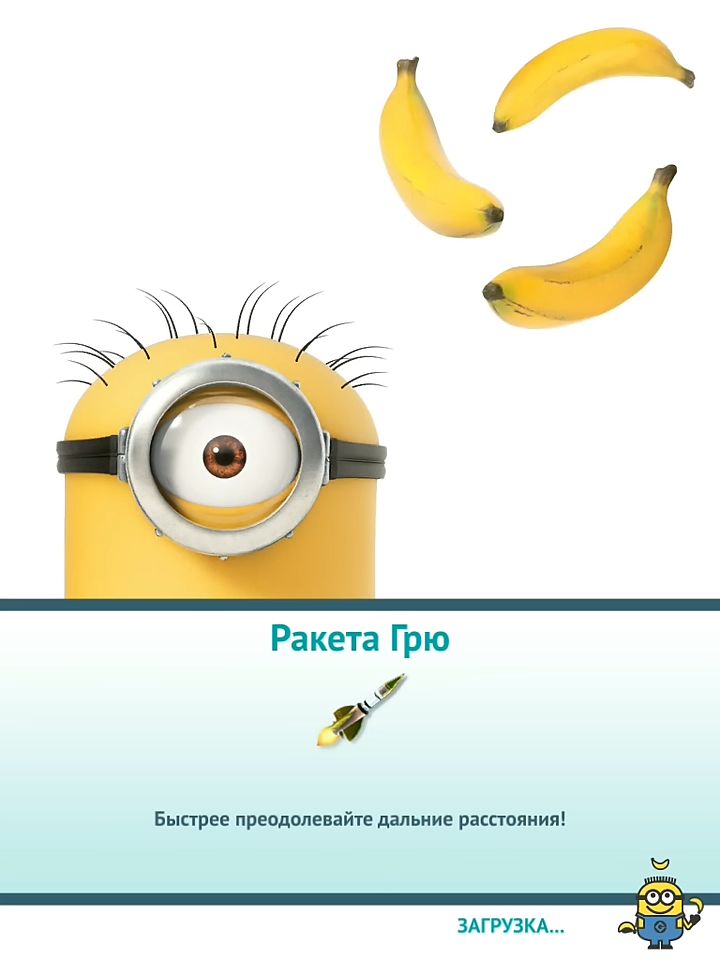 Ракета Грю
Быстрее преодолевайте дальние расстояния!
ЗАГРУЗКА...